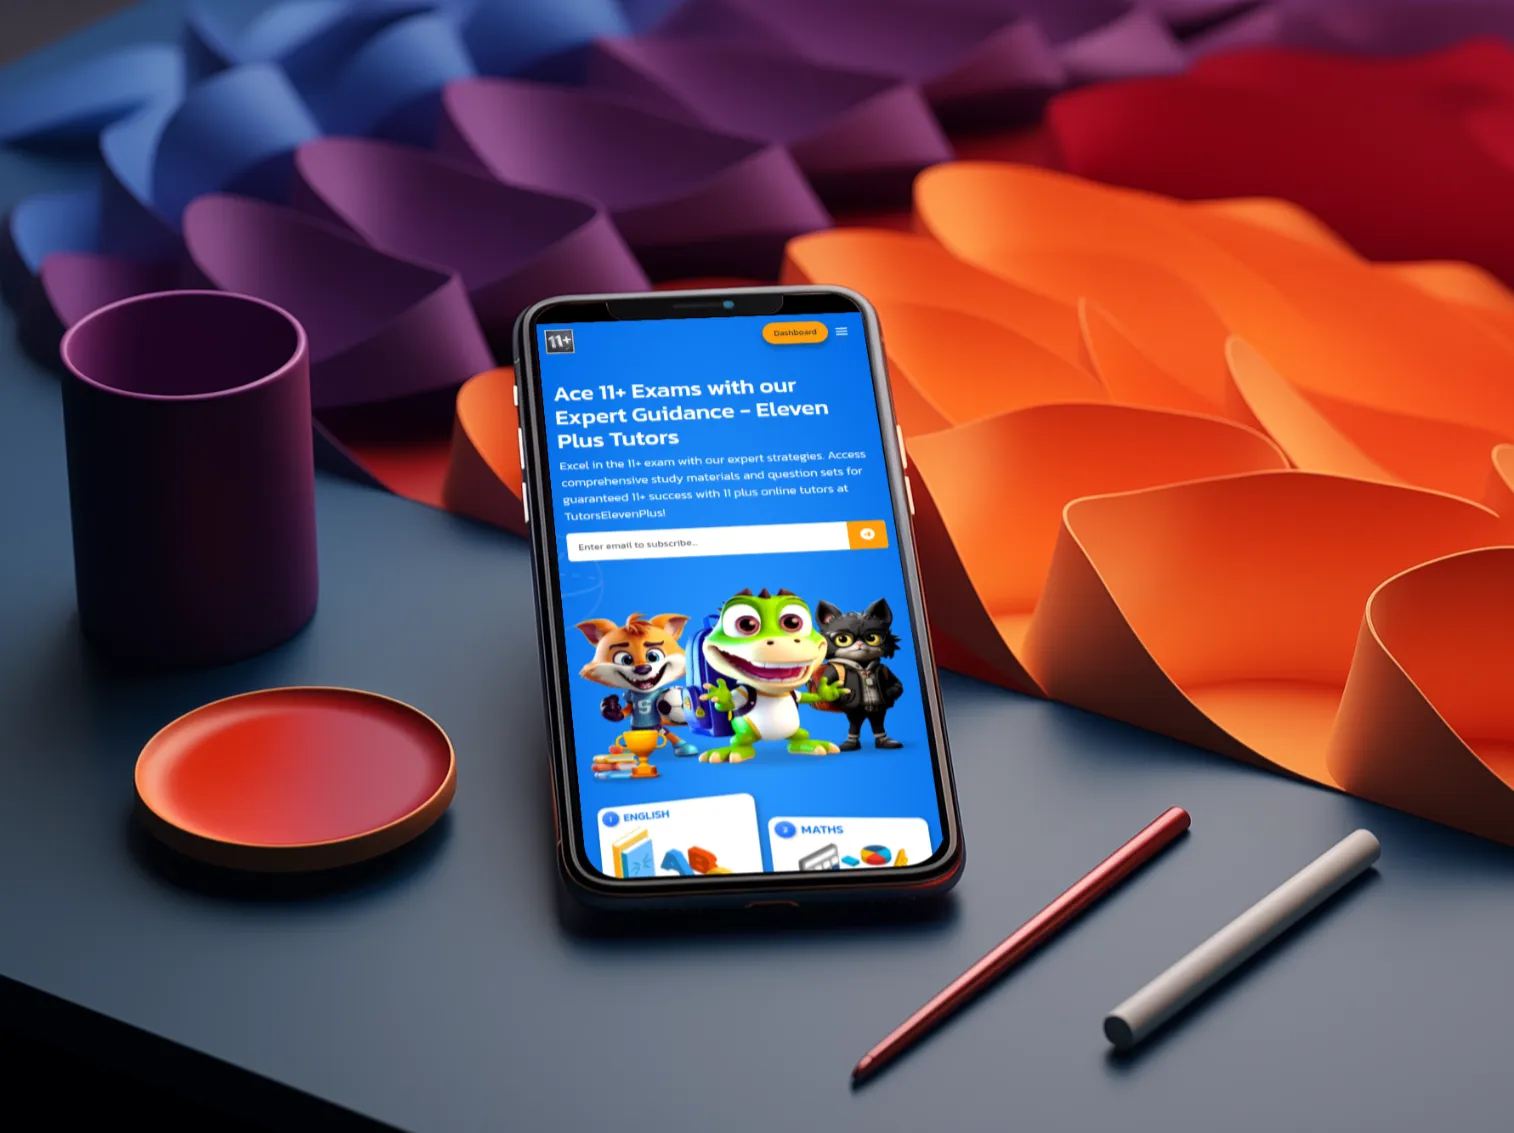 11+
Dashboard
Ace 11+ Exams with our
Expert Guidance - Eleven
Plus Tutors
Excel in the 11+ exam with our expert strategies. Access
comprehensive study materials and question sets for
guaranteed 11+ success with 11 plus online tutors at
TutorsElevenPlus!
Enter email to subscribe...
S
1 ENGLISH
2 MATHS
A B